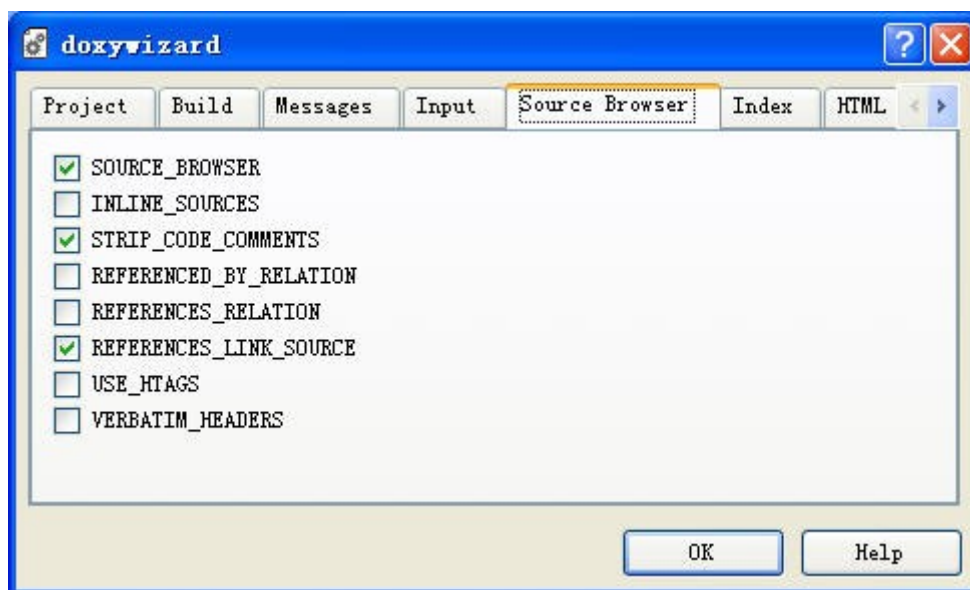 doxywizard
Project Build Messages Input Source Browser Index HTML
SOURCE_BROWSER
INLINE_SOURCES
STRIP_CODE_COMMENTS
REFERENCED_BY_RELATION
REFERENCES_RELATION
REFERENCES_LINK_SOURCE
USE_HTAGS
VERBATIM_HEADERS
OK Help